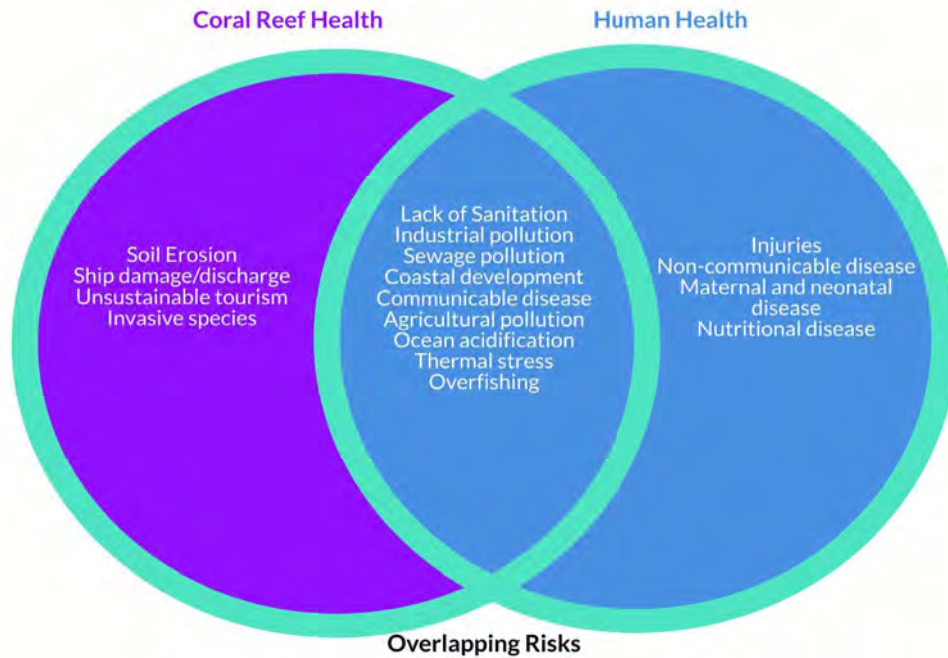 Coral Reef Health
Human Health
Soil Erosion
Ship damage/discharge
Unsustainable tourism
Invasive species
Lack of Sanitation
Industrial pollution
Sewage pollution
Coastal development
Communicable disease
Agricultural pollution
Ocean acidification
Thermal stress
Overfishing
Injuries
Non-communicable disease
Maternal and neonatal
disease
Nutritional disease
Overlapping Risks